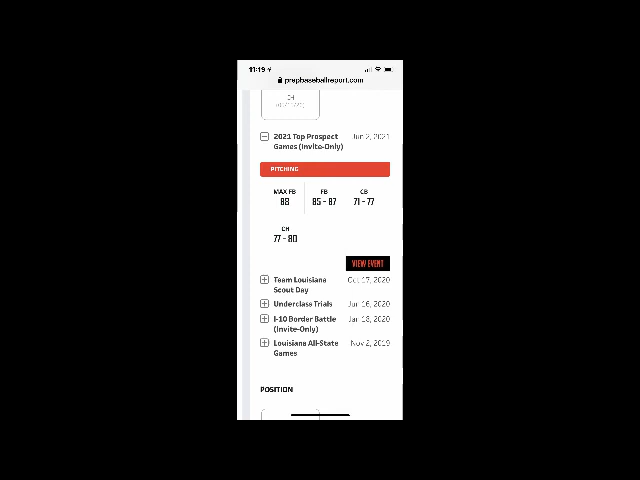 11:19
prepbaseballreport.com
CH
2021 Top Prospect Jun 2, 2021
Games (Invite-Only)
PITCHING
MAX FB FB CB
88 85 - 87 71 - 77
CH
77 - 80
VIEW EVENT
Team Louisiana Oct 17, 2020
Scout Day
Underclass Trials Jun 16, 2020
I-10 Border Battle Jan 18, 2020
(Invite-Only)
Louisiana All-State Nov 2, 2019
Games
POSITION